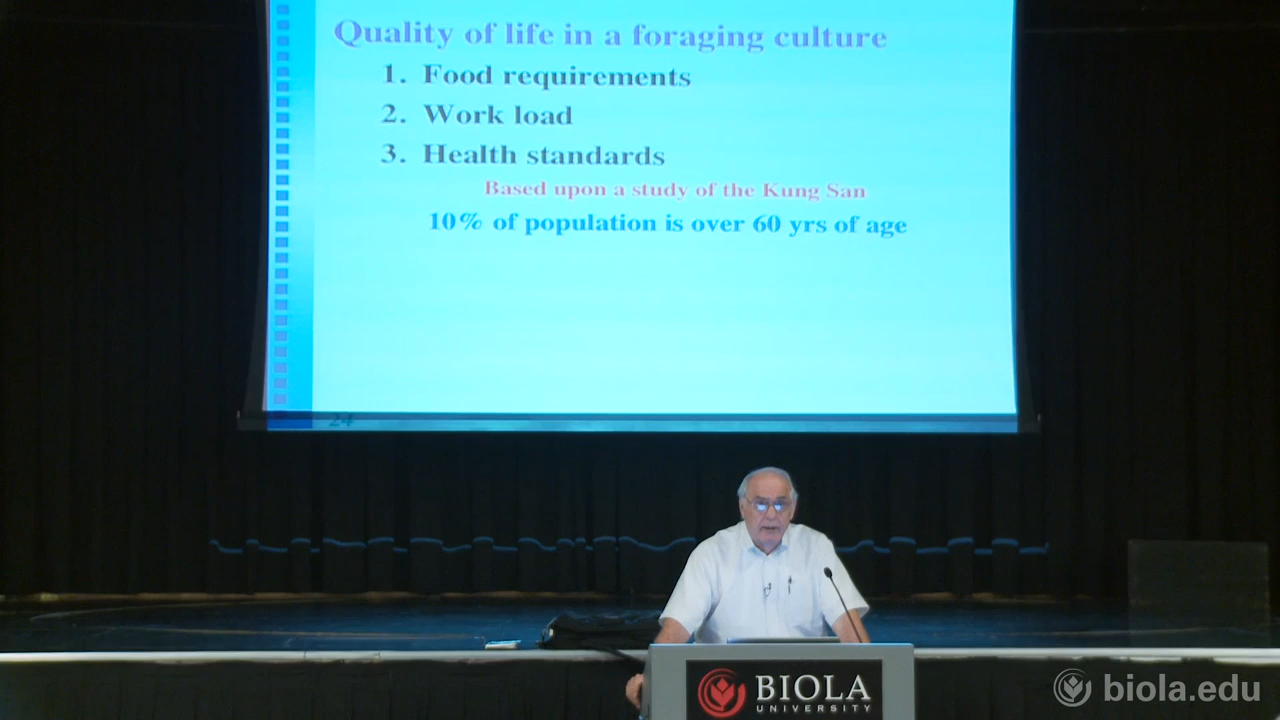 Quality of life in a foraging culture
1. Food requirements
2. Work load
3. Health standards
Based upon a study of the Kung San
10% of population is over 60 yrs of age
24
BIOLA
UNIVERSITY
biola.edu